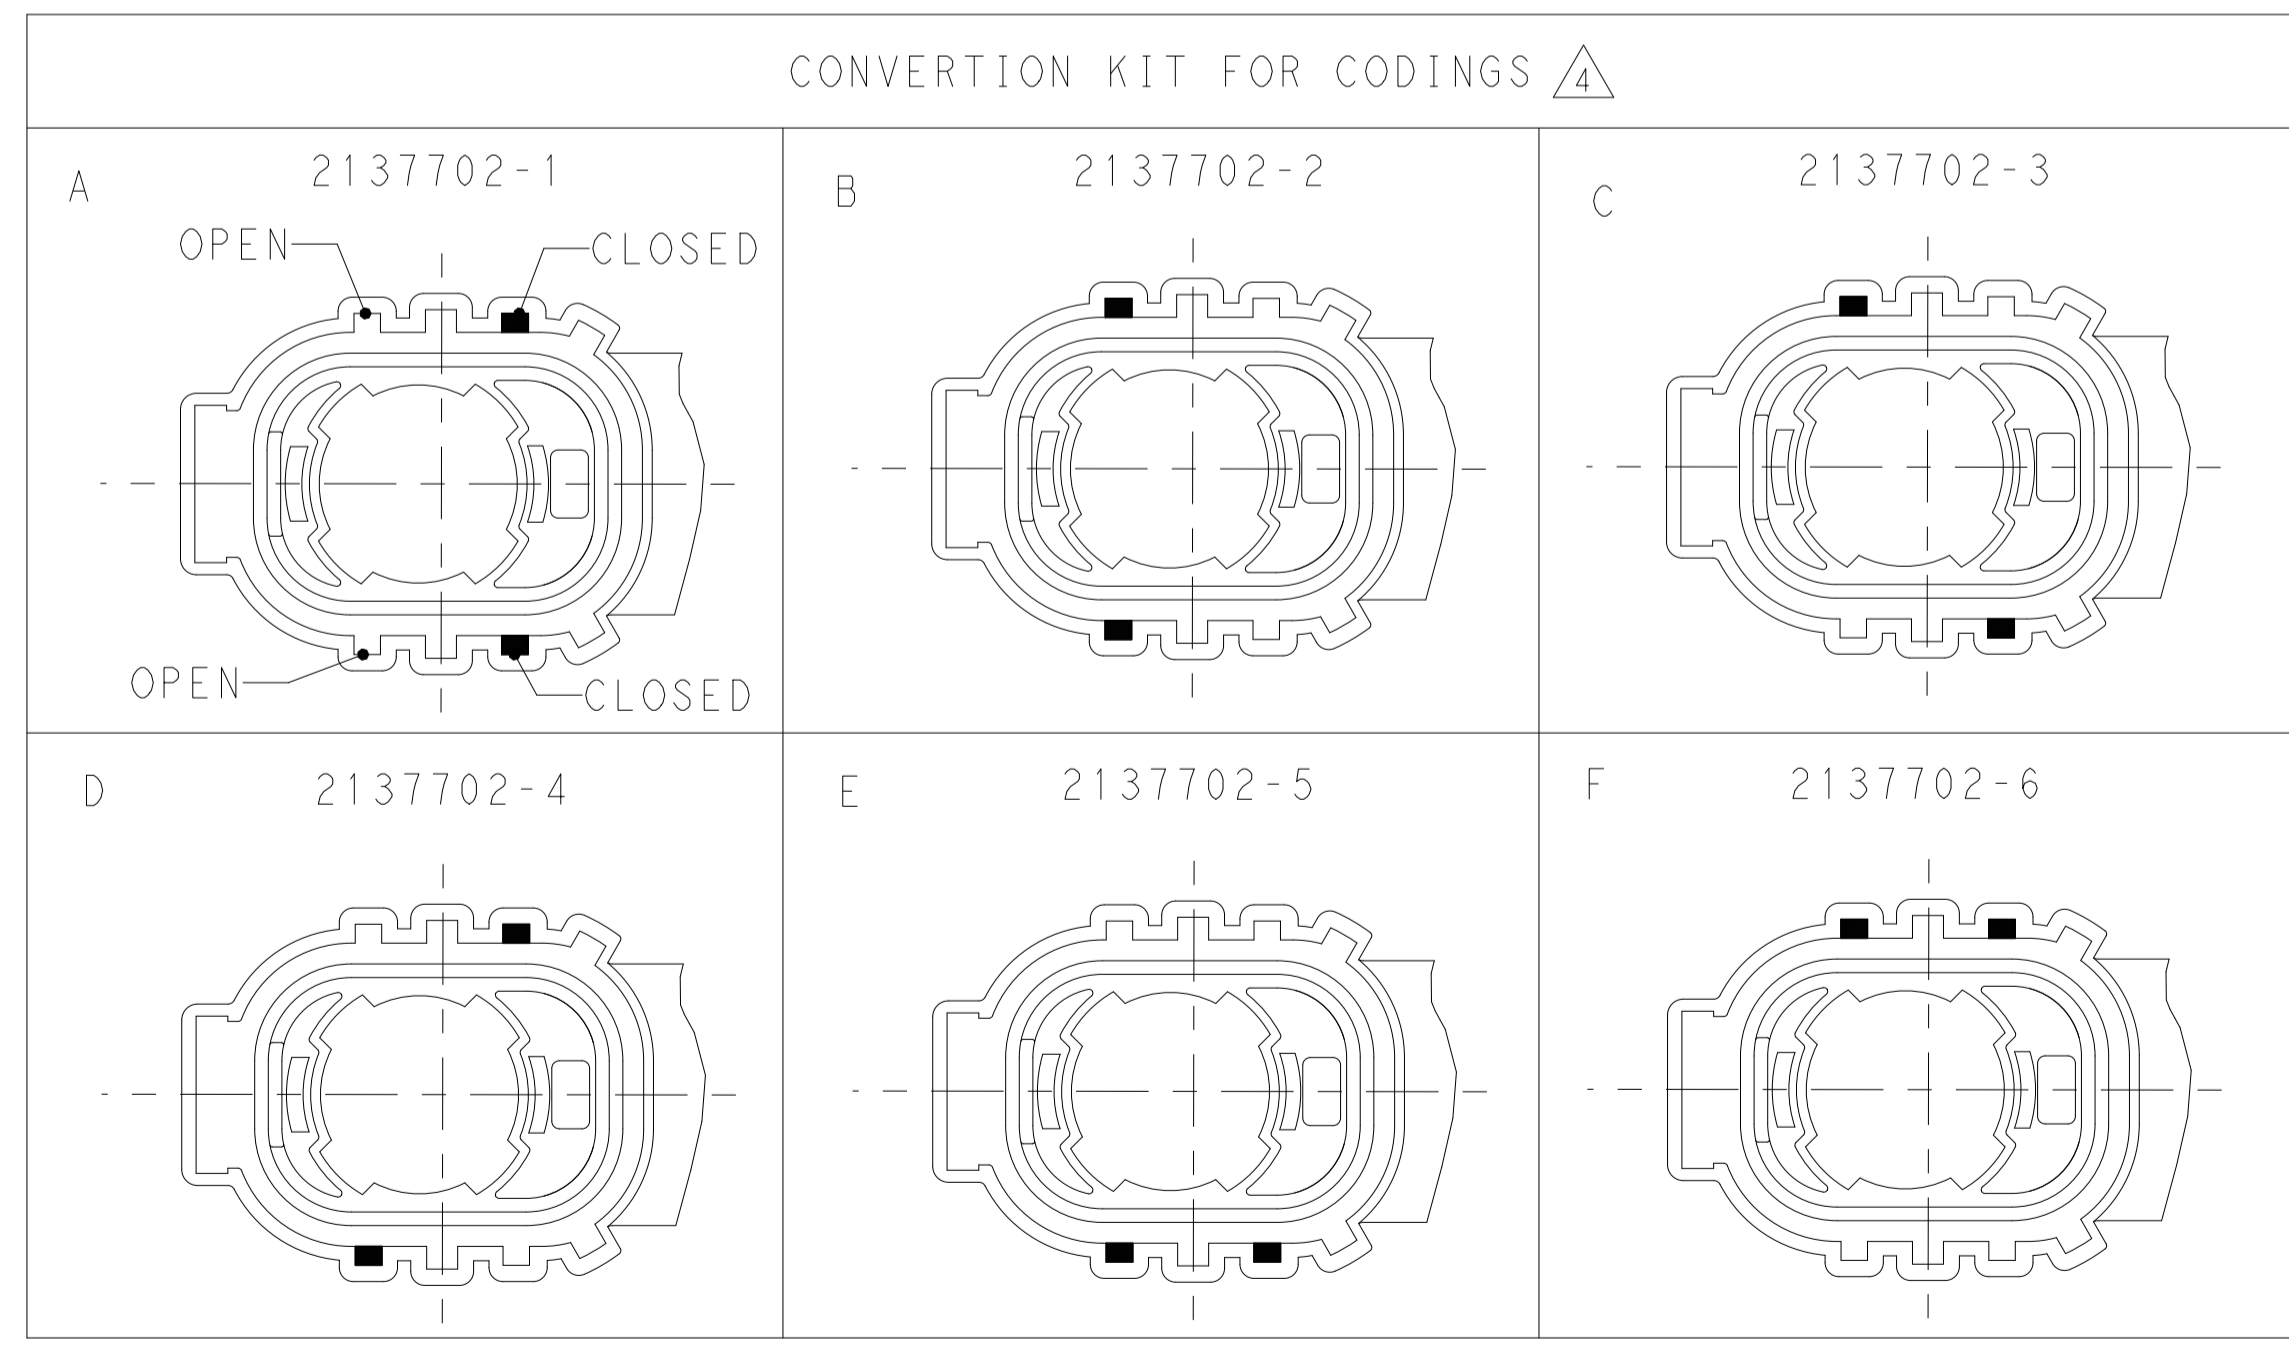 CONVERTION KIT FOR CODINGS 4
A
2137702-1
OPEN
CLOSED
OPEN
CLOSED
B
2137702-2
C
2137702-3
D
2137702-4
E
2137702-5
F
2137702-6